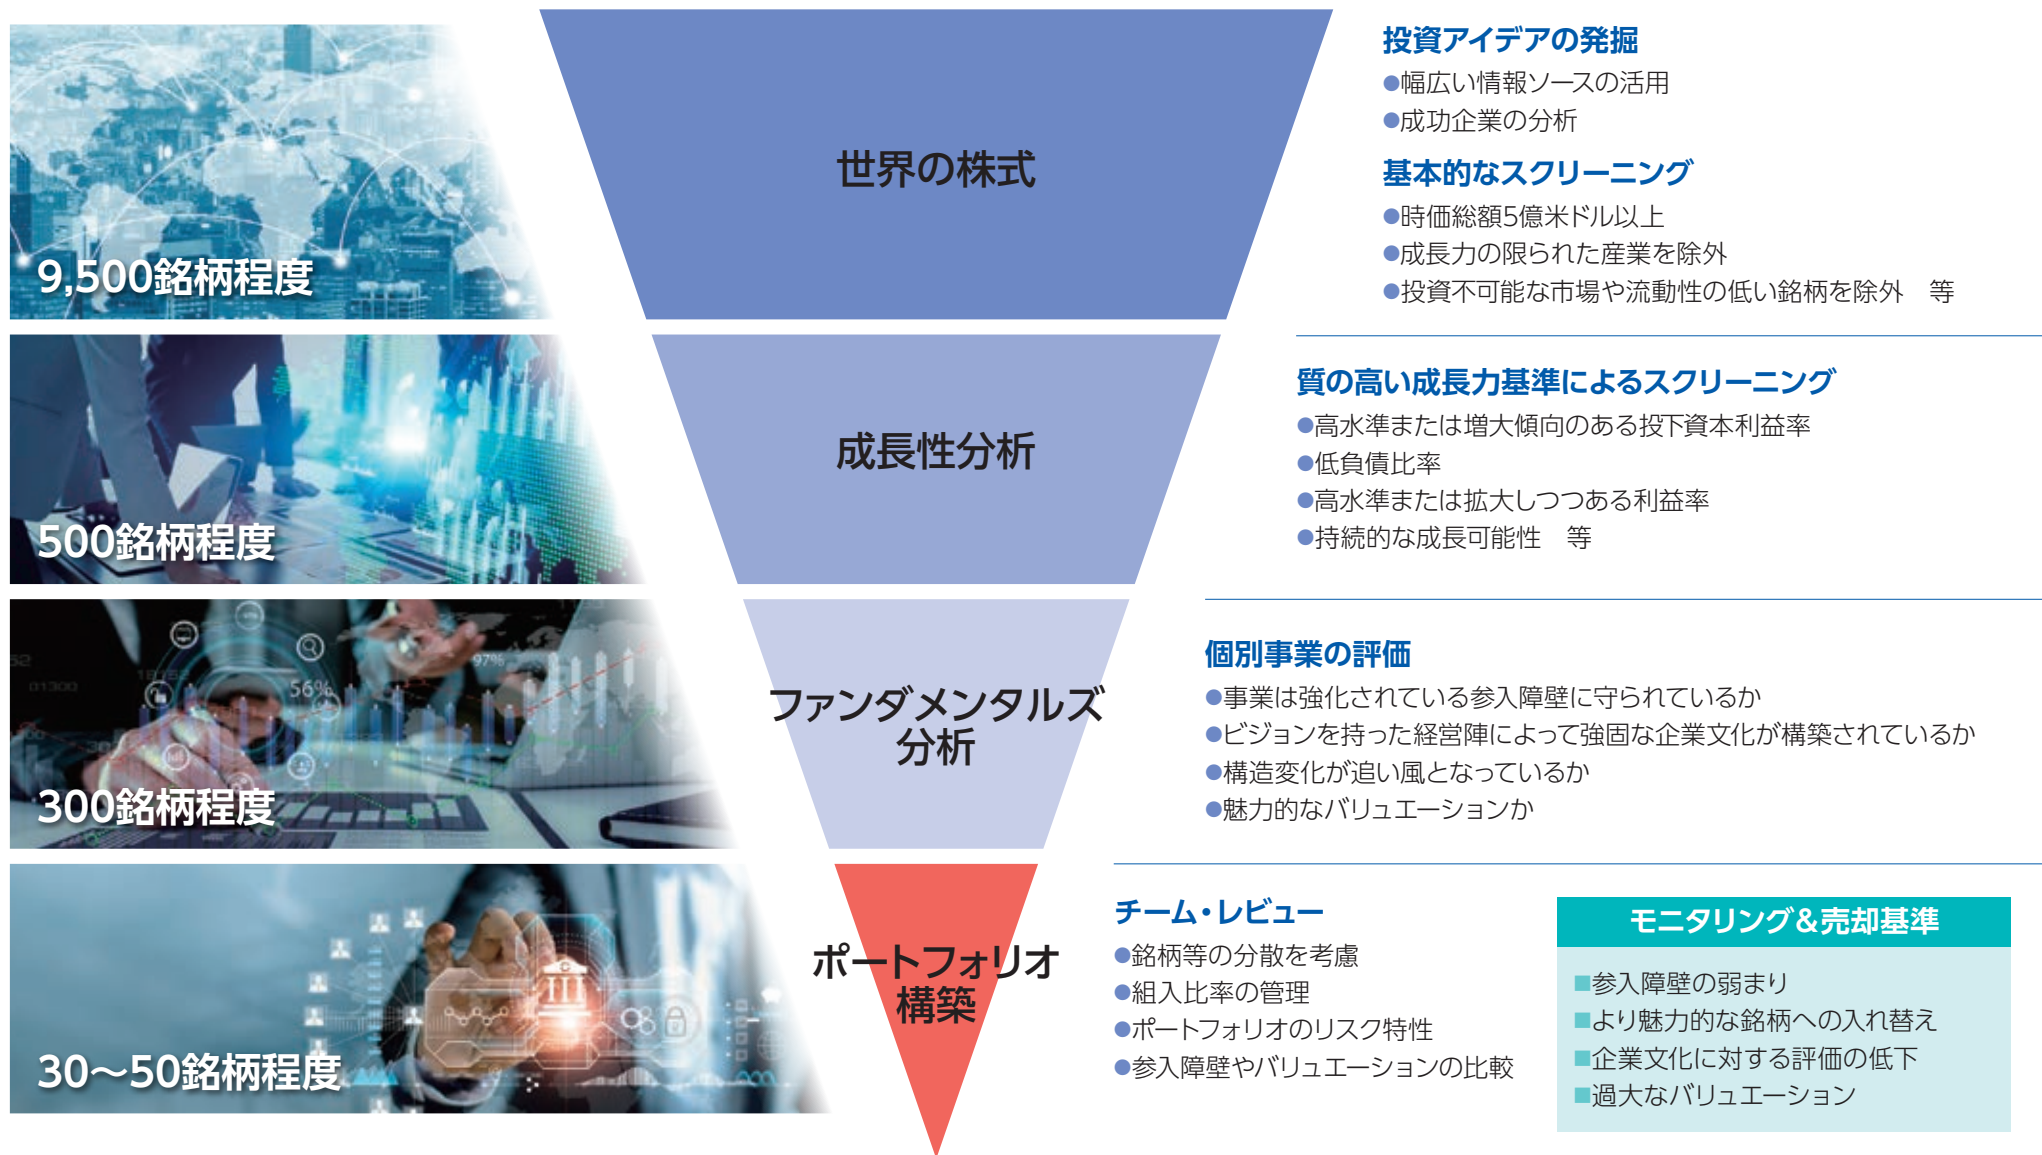 投資アイデアの発掘
●幅広い情報ソースの活用
●成功企業の分析
世界の株式
基本的なスクリーニング
●時価総額5億米ドル以上
●成長力の限られた産業を除外
●投資不可能な市場や流動性の低い銘柄を除外　等
9,500銘柄程度
質の高い成長力基準によるスクリーニング
●高水準または増大傾向のある投下資本利益率
●低負債比率
●高水準または拡大しつつある利益率
●持続的な成長可能性　等
成長性分析
500銘柄程度
個別事業の評価
●事業は強化されている参入障壁に守られているか
●ビジョンを持った経営陣によって強固な企業文化が構築されているか
●構造変化が追い風となっているか
●魅力的なバリュエーションか
ファンダメンタルズ
分析
97%
56%
01300
300銘柄程度
チーム・レビュー
●銘柄等の分散を考慮
●組入比率の管理
●ポートフォリオのリスク特性
●参入障壁やバリュエーションの比較
ポートフォリオ
構築
30～50銘柄程度
モニタリング&売却基準
■参入障壁の弱まり
■より魅力的な銘柄への入れ替え
■企業文化に対する評価の低下
■過大なバリュエーション